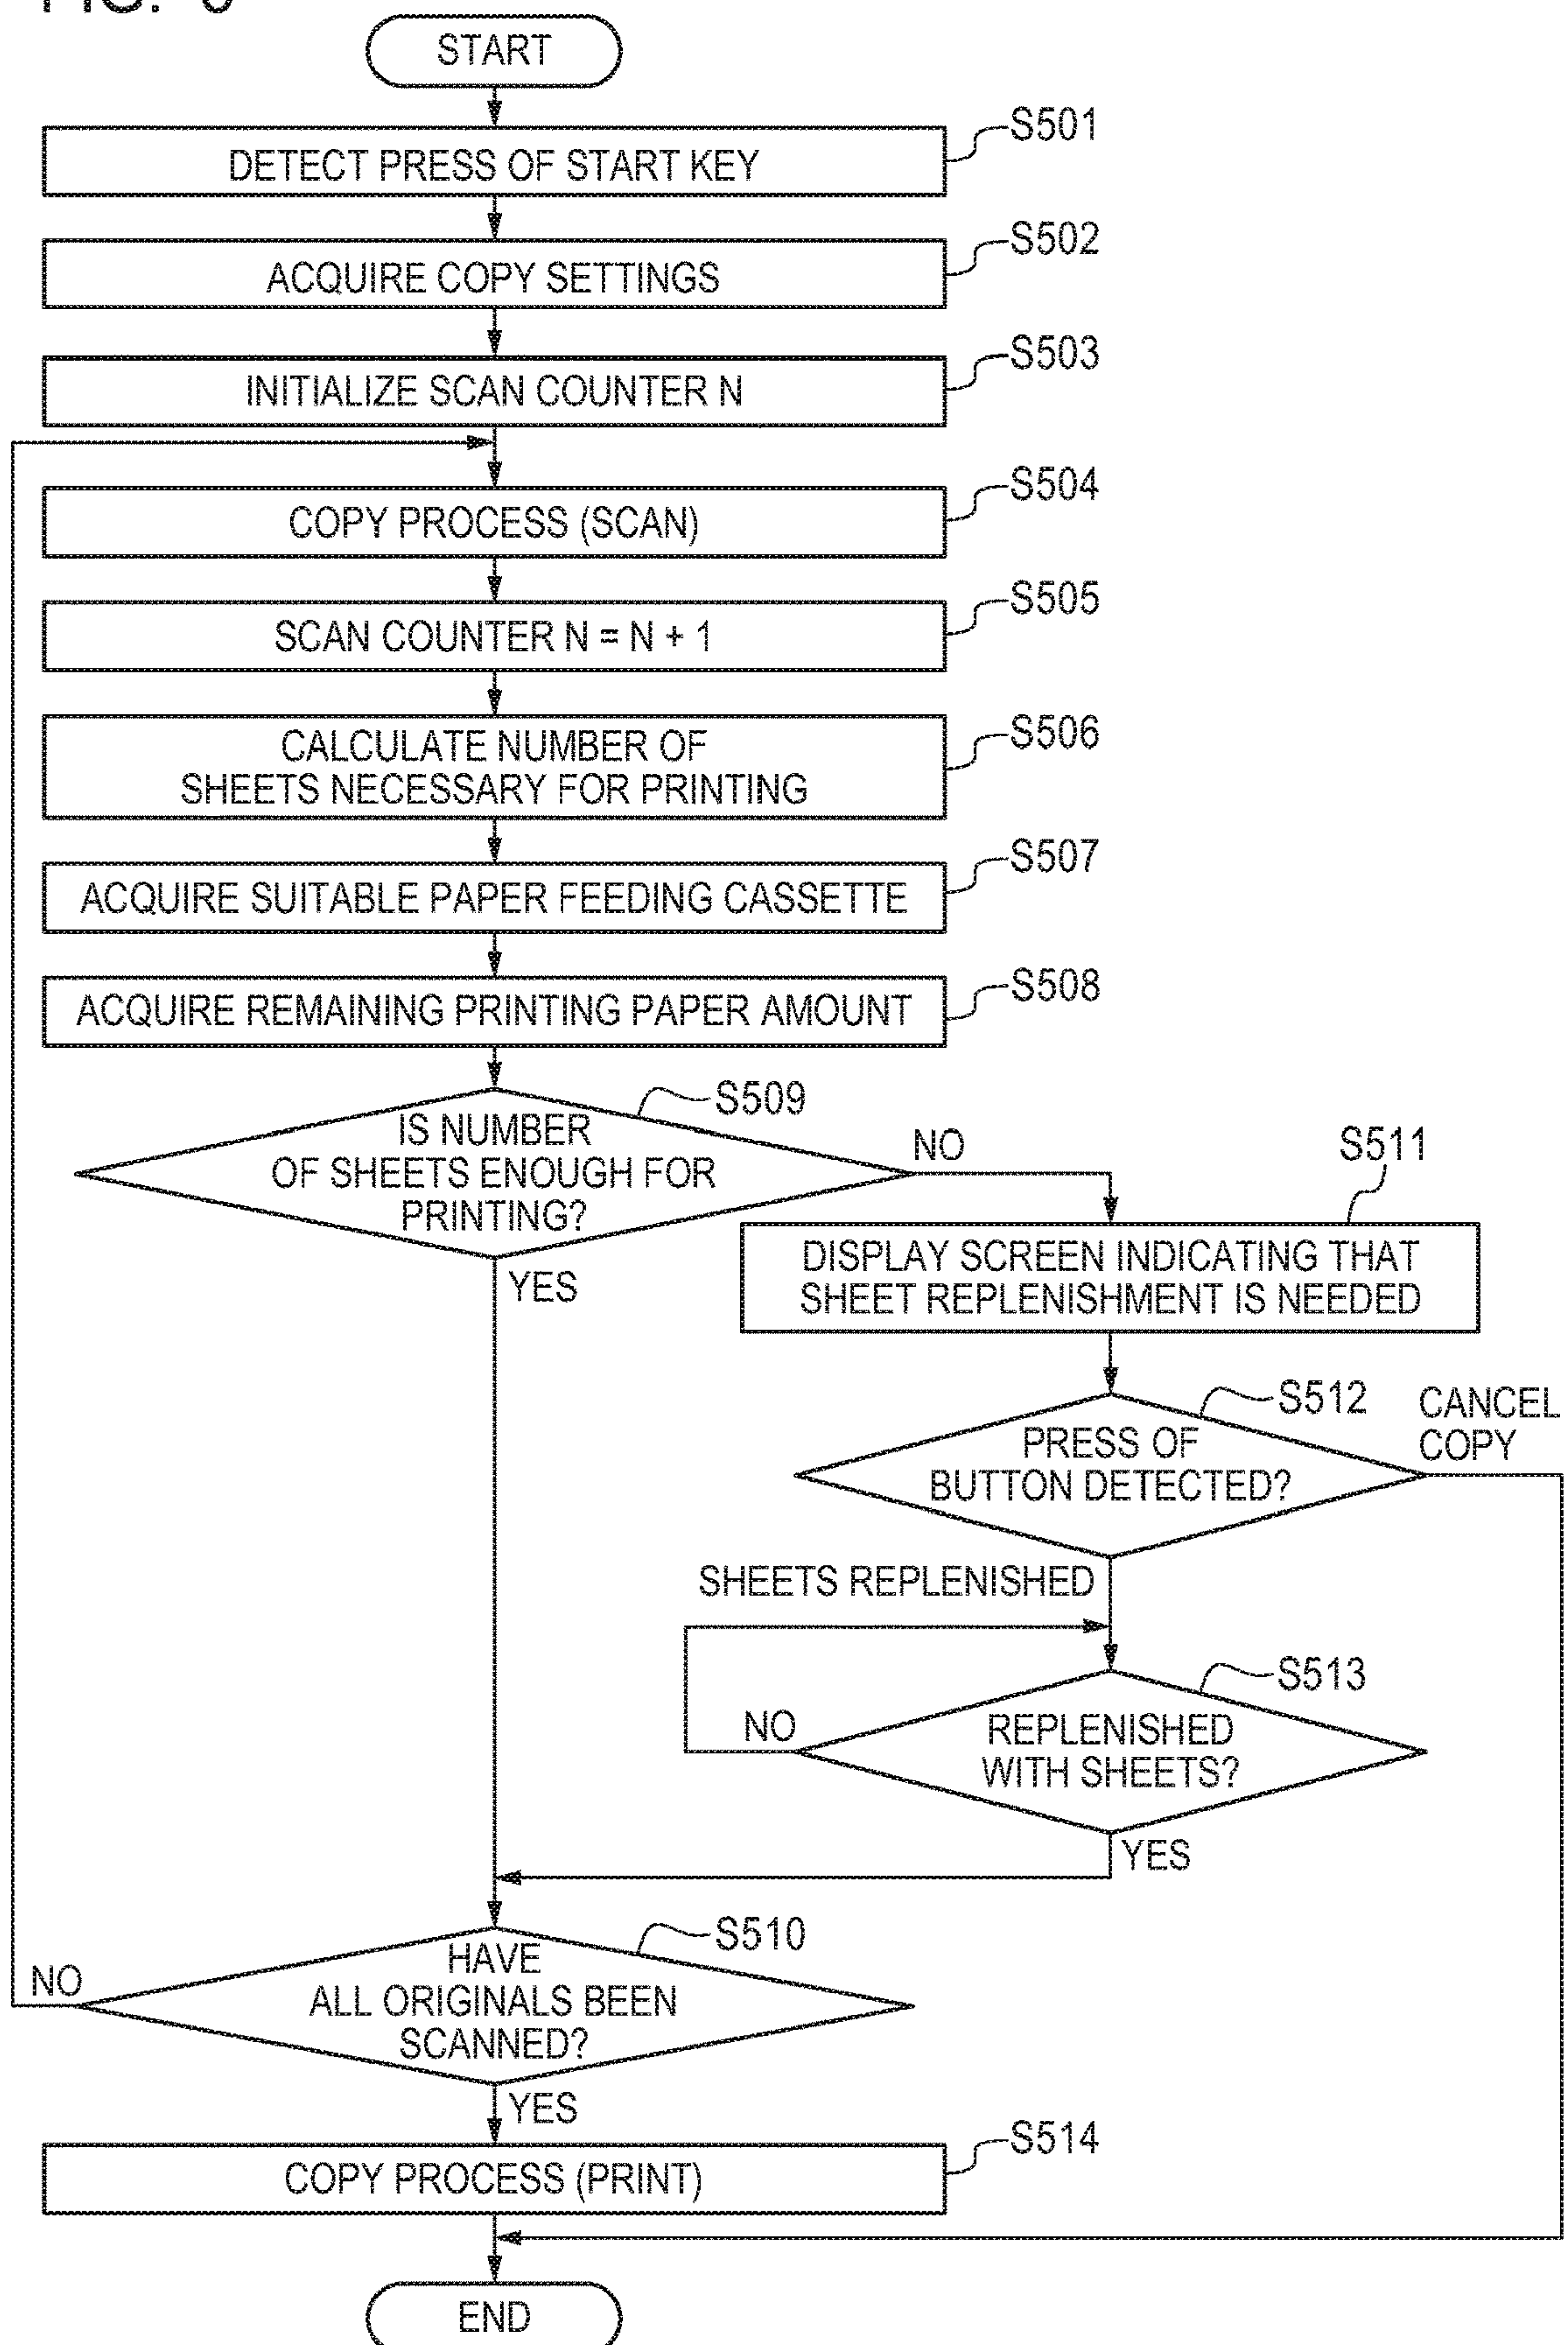 START
S501
DETECT PRESS OF START KEY
S502
ACQUIRE COPY SETTINGS
S503
INITIALIZE SCAN COUNTER N
S504
COPY PROCESS (SCAN)
S505
SCAN COUNTER N = N + 1
S506
CALCULATE NUMBER OF
SHEETS NECESSARY FOR PRINTING
S507
ACQUIRE SUITABLE PAPER FEEDING CASSETTE
S508
ACQUIRE REMAINING PRINTING PAPER AMOUNT
S509
IS NUMBER
OF SHEETS ENOUGH FOR
PRINTING?
NO
YES
S511
DISPLAY SCREEN INDICATING THAT
SHEET REPLENISHMENT IS NEEDED
S512
PRESS OF
BUTTON DETECTED?
CANCEL
COPY
SHEETS REPLENISHED
S513
REPLENISHED
WITH SHEETS?
NO
YES
S510
HAVE
ALL ORIGINALS BEEN
SCANNED?
NO
YES
S514
COPY PROCESS (PRINT)
END